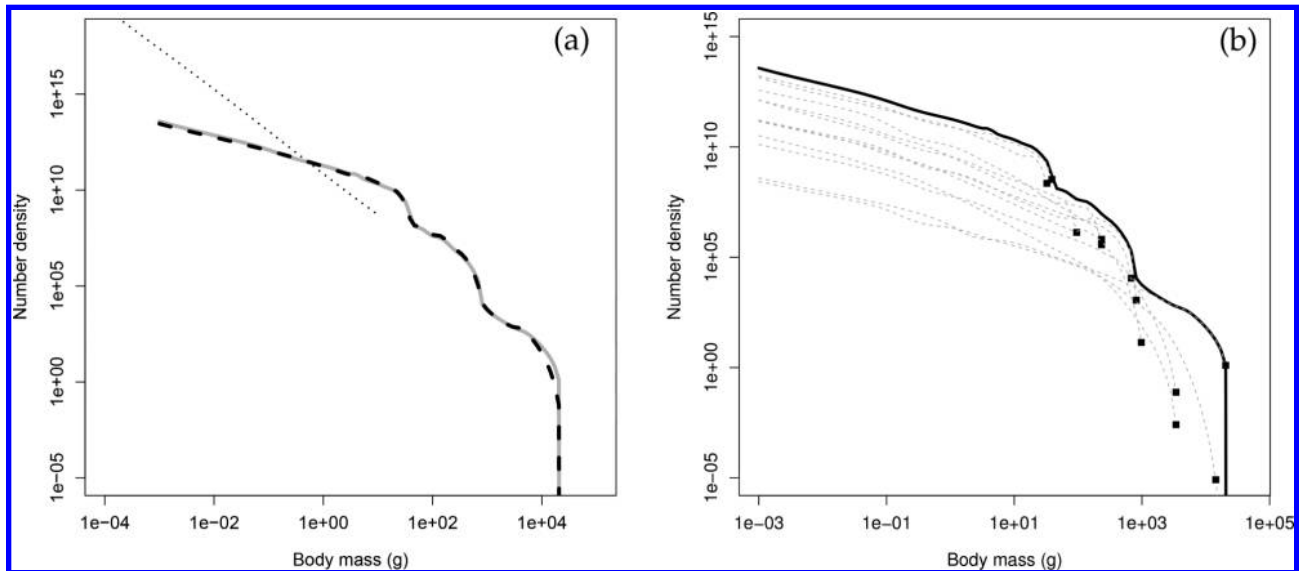 (a)
1e+15
1e+10
1e+05
1e+00
1e−05
Number density
1e−04 1e−02 1e+00 1e+02 1e+04
Body mass (g)
(b)
1e+15
1e+10
1e+05
1e+00
1e−05
Number density
1e−03 1e−01 1e+01 1e+03 1e+05
Body mass (g)